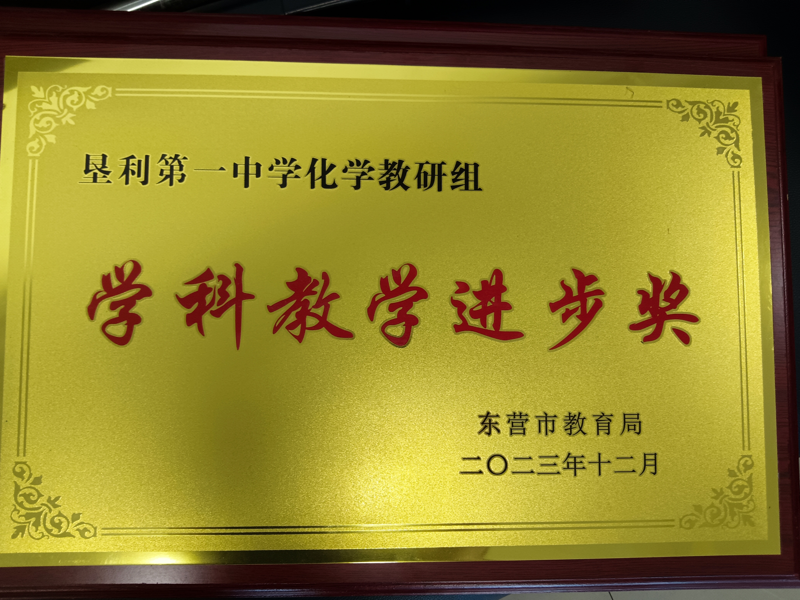 垦利第一中学化学教研组
学科教学进步奖
东营市教育局
二〇二三年十二月